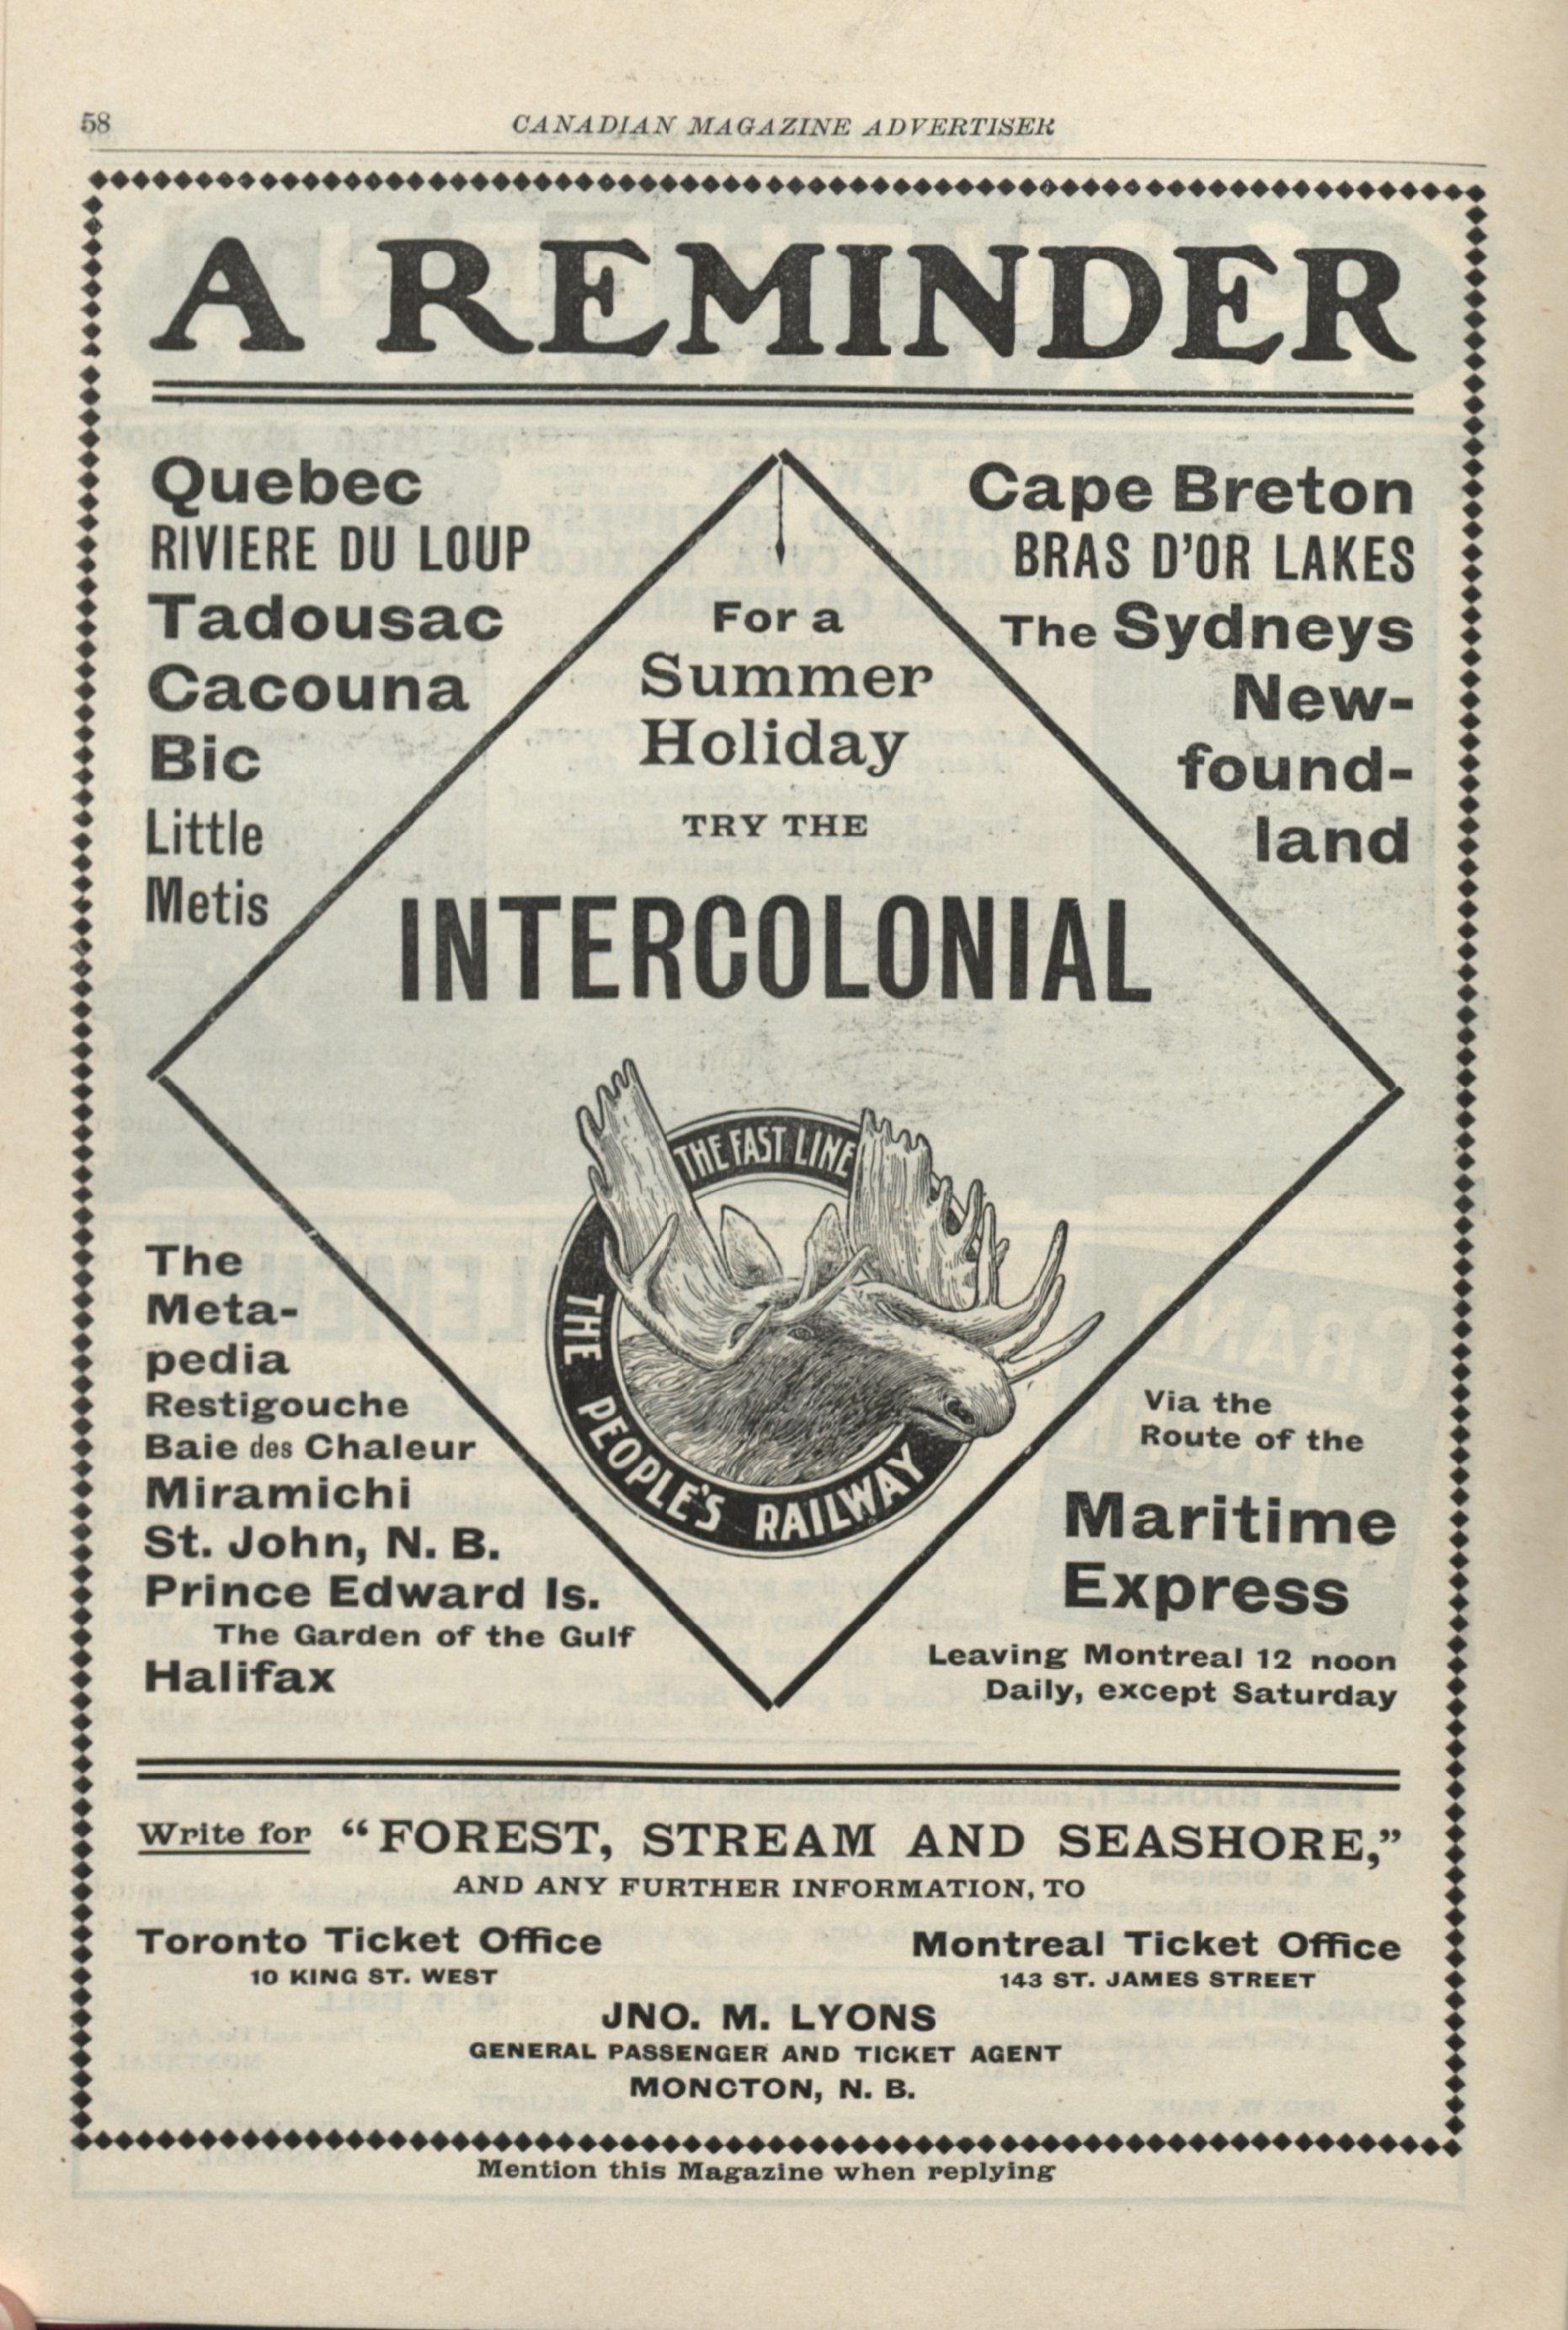 58
CANADIAN MAGAZINE ADVERTISER
A REMINDER
Quebec
RIVIERE DU LOUP
Tadousac
Cacouna
Bic
Little
Metis
For a
Summer
Holiday
TRY THE
INTERCOLONIAL
Cape Breton
BRAS D'OR LAKES
The Sydneys
New-
found-
land
THE FAST LINE
THE PEOPLE'S RAILWAY
The
Meta-
pedia
Restigouche
Baie des Chaleur
Miramichi
St. John, N. B.
Prince Edward Is.
The Garden of the Gulf
Halifax
Via the
Route of the
Maritime
Express
Leaving Montreal 12 noon
Daily, except Saturday
Write for "FOREST, STREAM AND SEASHORE,"
AND ANY FURTHER INFORMATION, TO
Toronto Ticket Office
10 KING ST. WEST
Montreal Ticket Office
143 ST. JAMES STREET
JNO. M. LYONS
GENERAL PASSENGER AND TICKET AGENT
MONCTON, N. B.
Mention this Magazine when replying